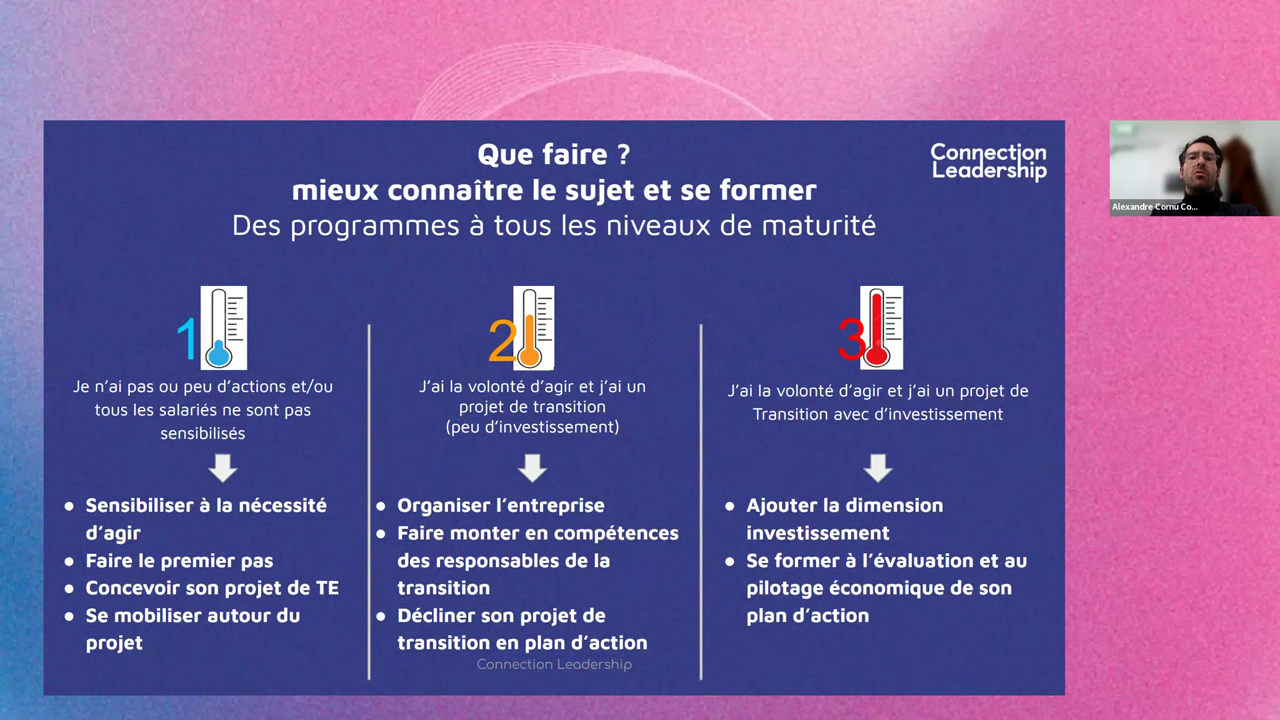 Que faire ?
mieux connaître le sujet et se former
Des programmes à tous les niveaux de maturité
Connection
Leadership
Alexandre Cornu Co...
1
Je n'ai pas ou peu d'actions et/ou
tous les salariés ne sont pas
sensibilisés
Sensibiliser à la nécessité
d'agir
Faire le premier pas
Concevoir son projet de TE
Se mobiliser autour du
projet
2
J'ai la volonté d'agir et j'ai un
projet de transition
(peu d'investissement)
Organiser l'entreprise
Faire monter en compétences
des responsables de la
transition
Décliner son projet de
transition en plan d'action
3
J'ai la volonté d'agir et j'ai un projet de
Transition avec d'investissement
Ajouter la dimension
investissement
Se former à l'évaluation et au
pilotage économique de son
plan d'action
Connection Leadership